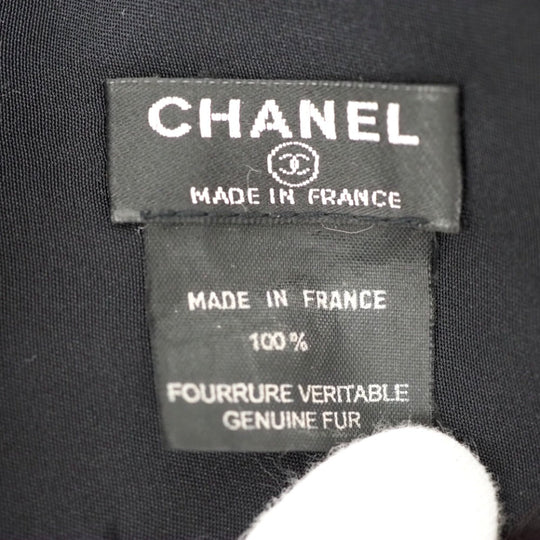 CHANEL
MADE IN FRANCE
MADE IN FRANCE
100%
FOURRURE VERITABLE
GENUINE FUR